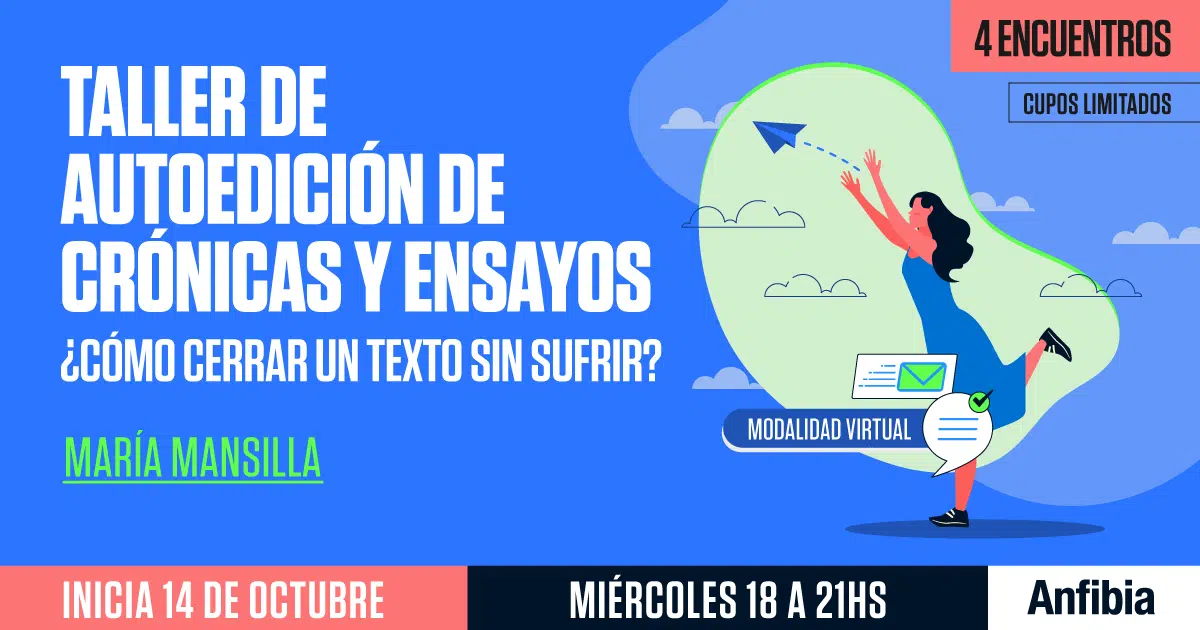 4 ENCUENTROS
CUPOS LIMITADOS
TALLER DE
AUTOEDICIÓN DE
CRÓNICAS Y ENSAYOS
¿CÓMO CERRAR UN TEXTO SIN SUFRIR?
MARÍA MANSILLA
MODALIDAD VIRTUAL
INICIA 14 DE OCTUBRE
MIÉRCOLES 18 A 21HS
Anfibia